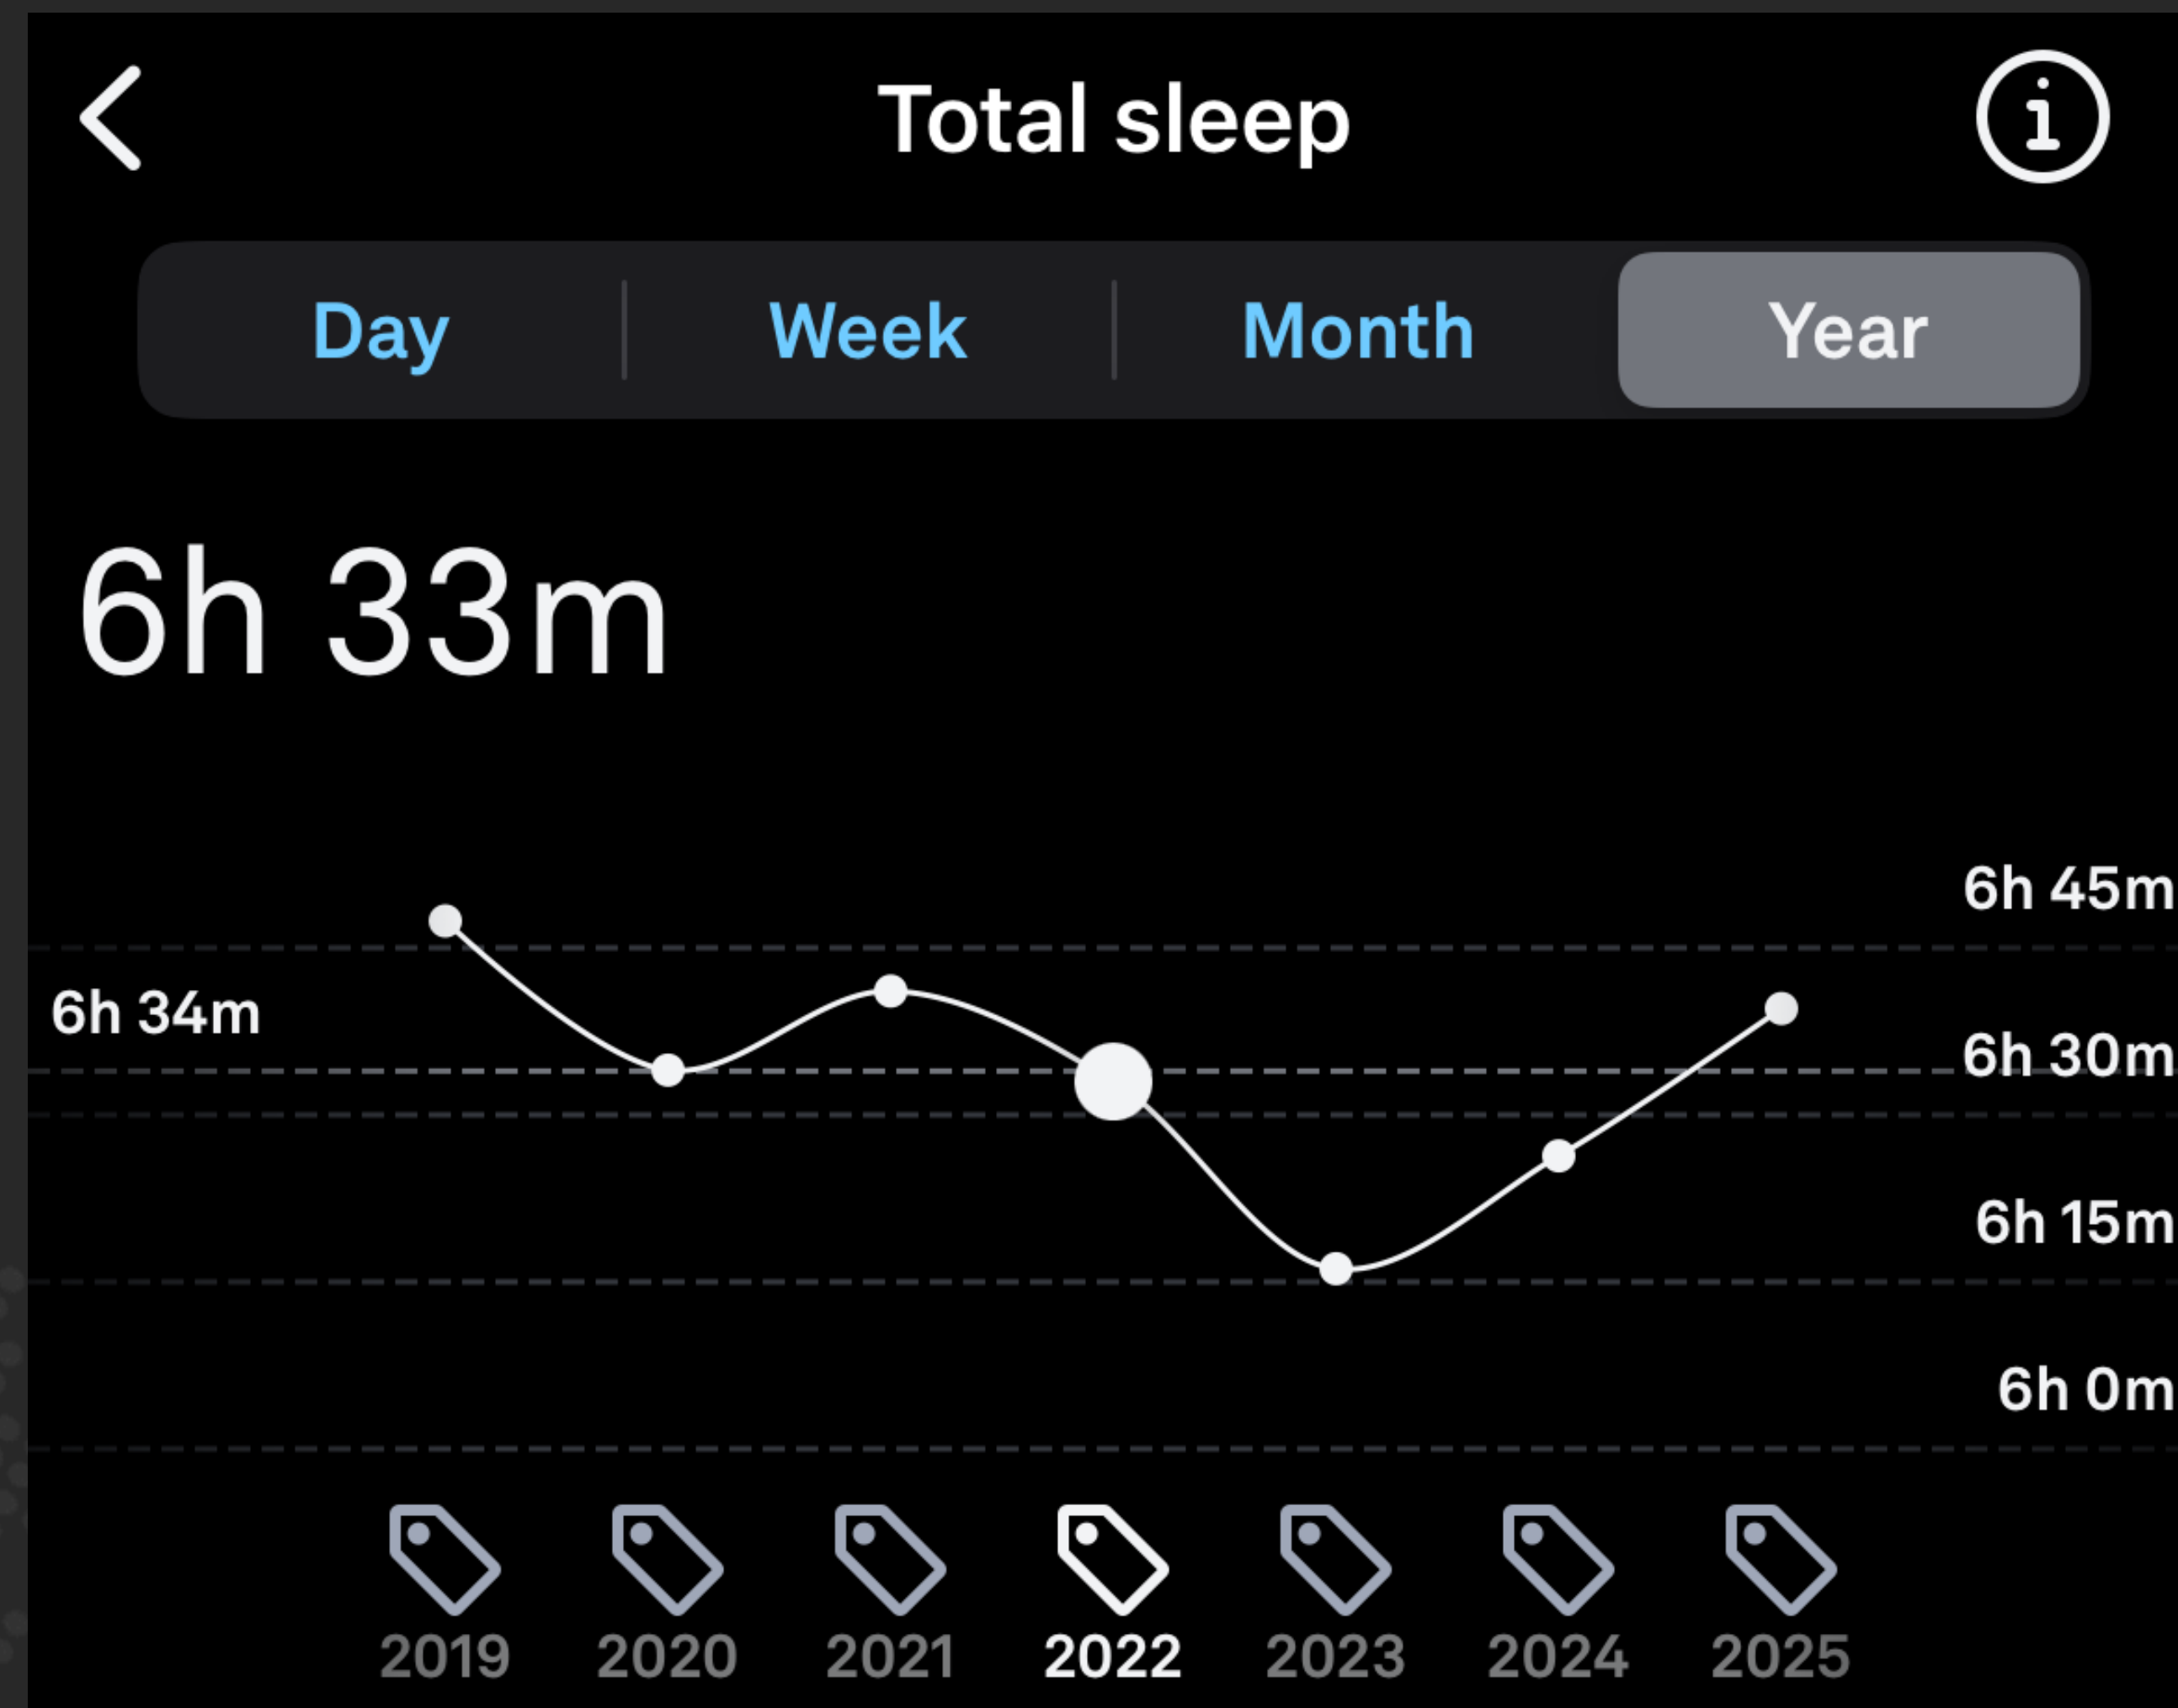 Total sleep
Day Week Month Year
6h 33m
6h 45m
6h 34m
6h 30m
6h 15m
6h 0m
2019 2020 2021 2022 2023 2024 2025